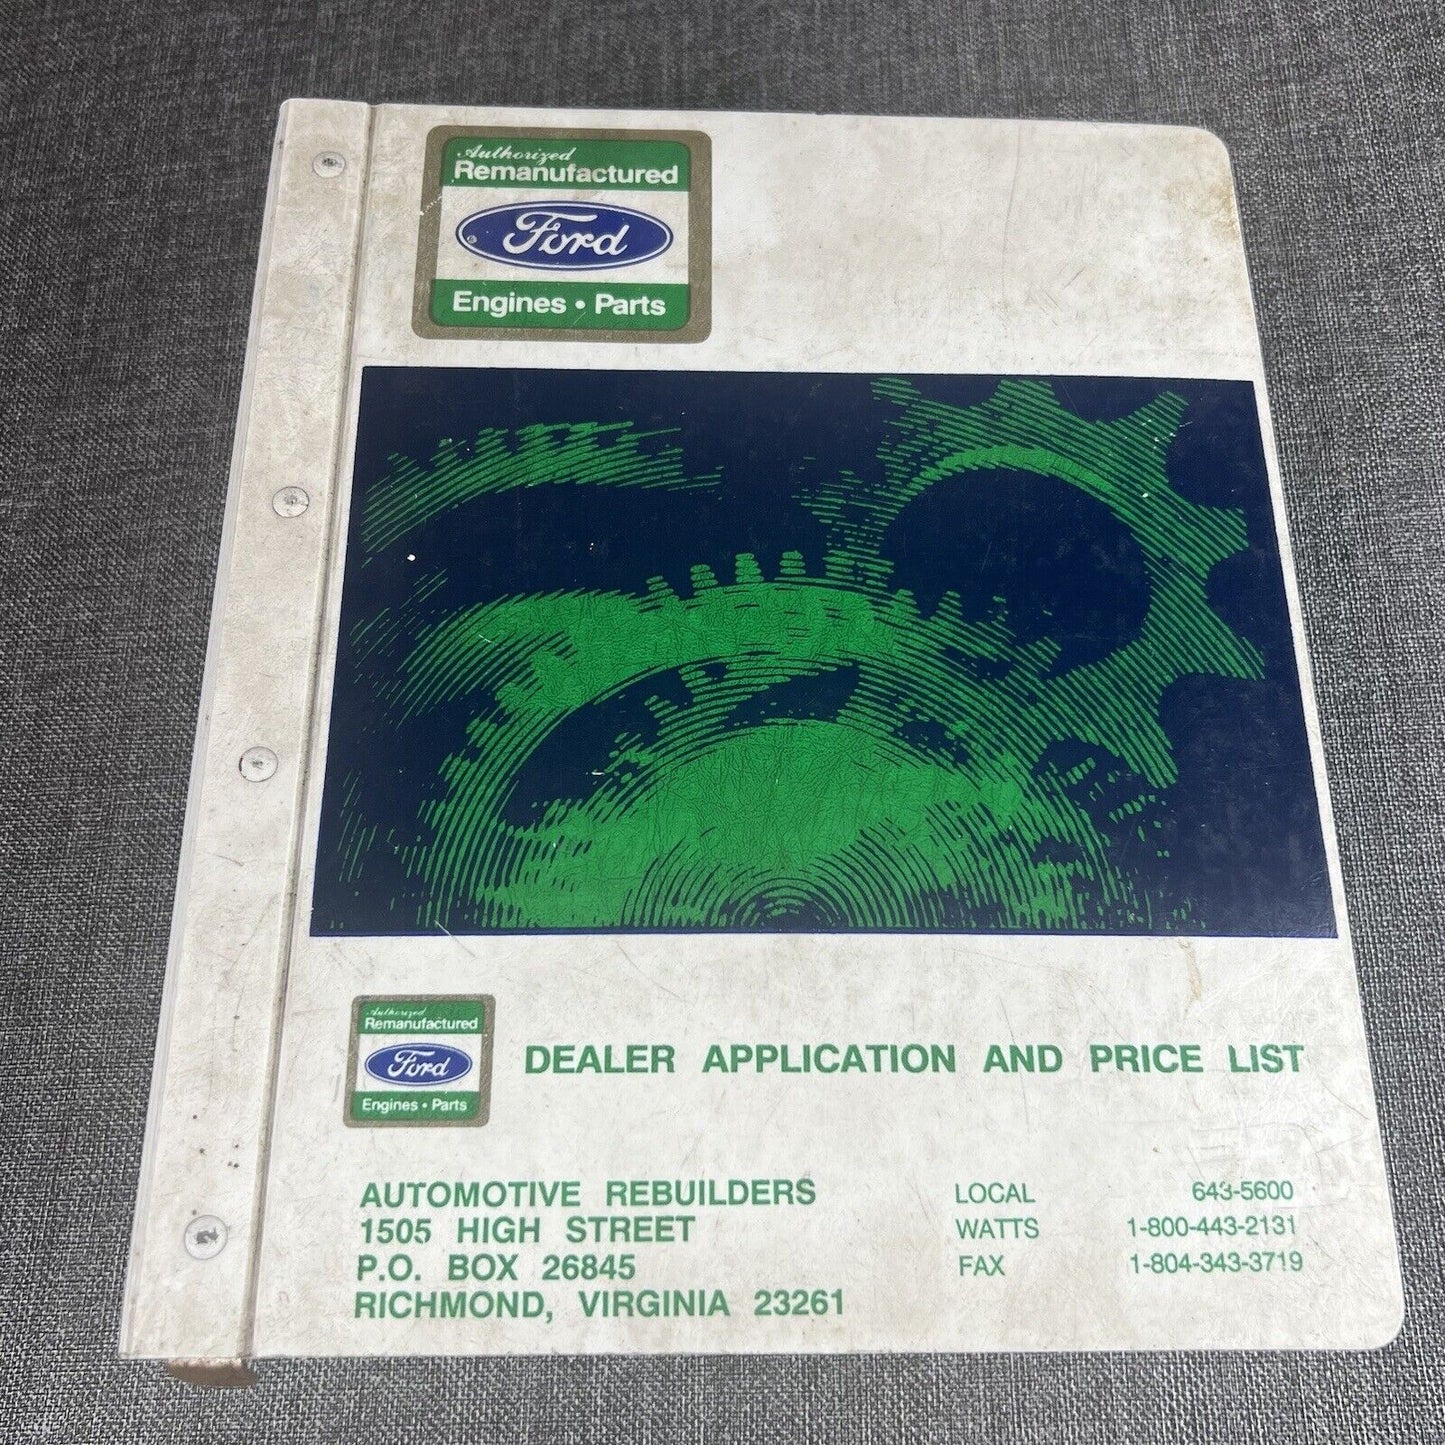 Authorized
Remanufactured
Ford
Engines • Parts
Authorized
Remanufactured
Ford
Engines • Parts
DEALER APPLICATION AND PRICE LIST
AUTOMOTIVE REBUILDERS
1505 HIGH STREET
P.O. BOX 26845
RICHMOND, VIRGINIA 23261
LOCAL 643-5600
WATTS 1-800-443-2131
FAX 1-804-343-3719